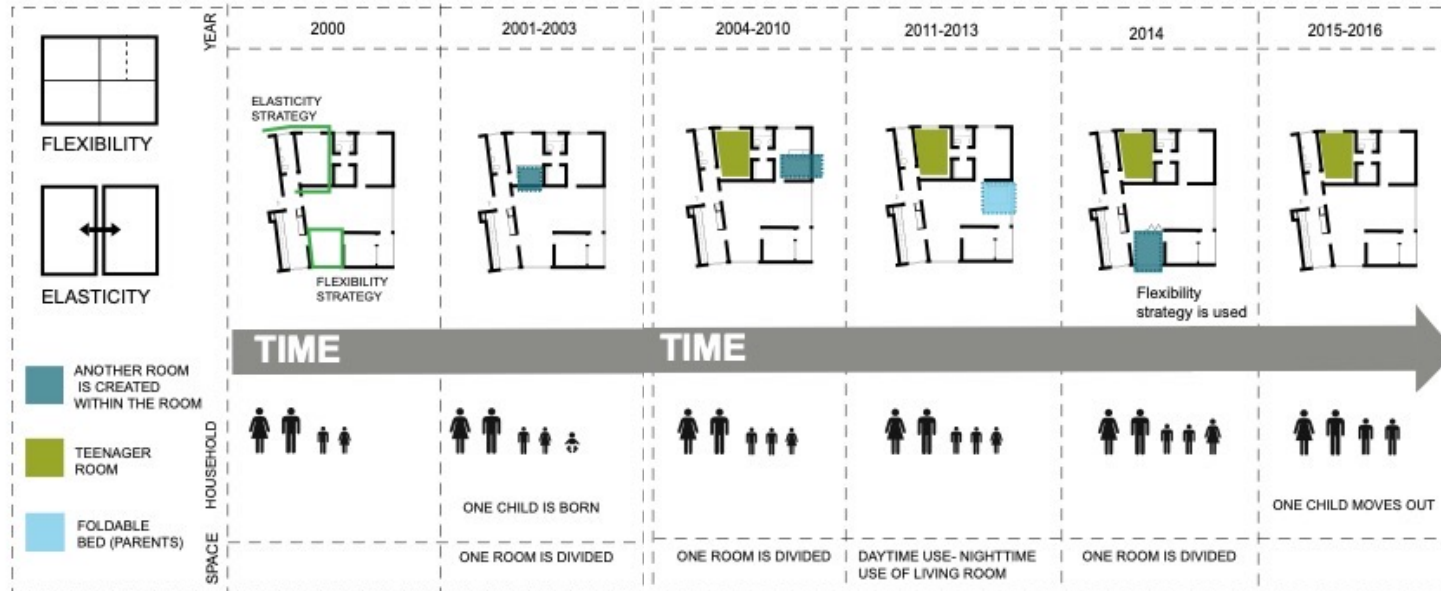 FLEXIBILITY
ELASTICITY
ANOTHER ROOM
IS CREATED
WITHIN THE ROOM
TEENAGER
ROOM
FOLDABLE
BED (PARENTS)
YEAR
2000
2001-2003
2004-2010
2011-2013
2014
2015-2016
ELASTICITY
STRATEGY
FLEXIBILITY
STRATEGY
Flexibility
strategy is used
TIME
TIME
HOUSEHOLD
ONE CHILD IS BORN
ONE CHILD MOVES OUT
SPACE
ONE ROOM IS DIVIDED
ONE ROOM IS DIVIDED
DAYTIME USE- NIGHTTIME
USE OF LIVING ROOM
ONE ROOM IS DIVIDED